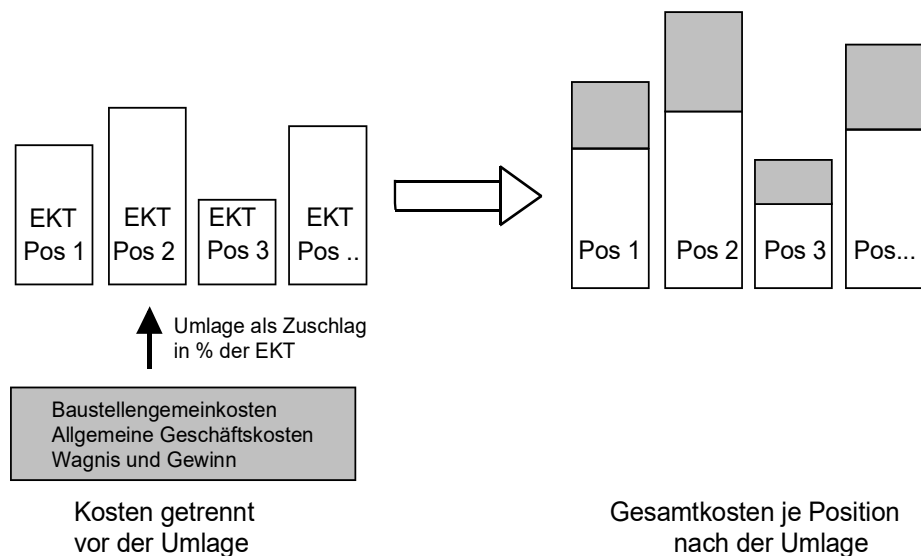 EKT
Pos 1
EKT
Pos 2
EKT
Pos 3
EKT
Pos ..
Pos 1
Pos 2
Pos 3
Pos...
Umlage als Zuschlag
in % der EKT
Baustellengemeinkosten
Allgemeine Geschäftskosten
Wagnis und Gewinn
Kosten getrennt
vor der Umlage
Gesamtkosten je Position
nach der Umlage